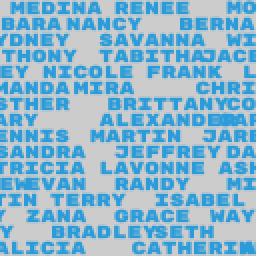 MEDINA RENEE MO
BARA NANCY BERNA
YDNEY SAVANNA WI
THONY TABITHA JACE
EY NICOLE FRANK L
MANDA MIRA CHRI
STHER BRITTANY CO
ARY ALEXANDER
ENNIS MARTIN JARE
SANDRA JEFFREY DA
TRICIA LAVONNE ASH
EVAN RANDY MI
TIN TERRY ISABEL
Y ZANA GRACE WAY
Y BRADLEY SETH
ALICIA CATHERIN